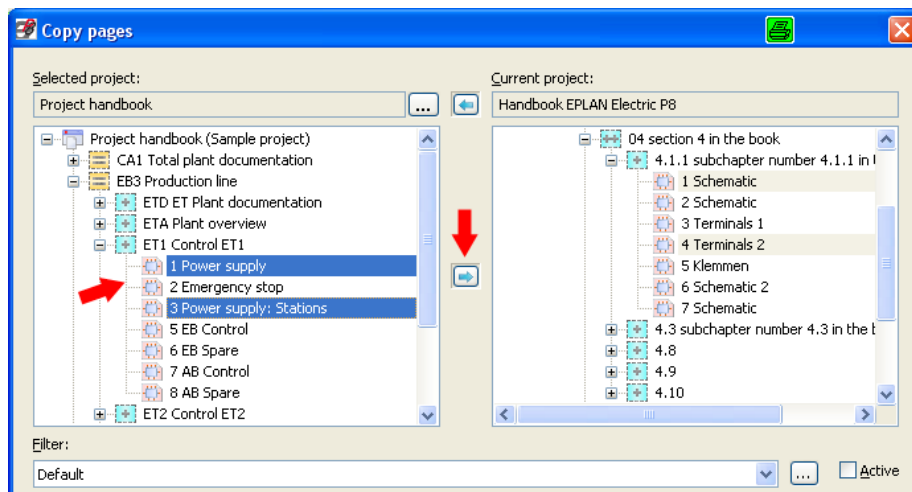 Copy pages
Selected project:
Current project:
Project handbook
...
Handbook EPLAN Electric P8
Project handbook (Sample project)
CA1 Total plant documentation
EB3 Production line
ETD ET Plant documentation
ETA Plant overview
ET1 Control ET1
1 Power supply
2 Emergency stop
3 Power supply: Stations
5 EB Control
6 EB Spare
7 AB Control
8 AB Spare
ET2 Control ET2
04 section 4 in the book
4.1.1 subchapter number 4.1.1 in
1 Schematic
2 Schematic
3 Terminals 1
4 Terminals 2
5 Klemmen
6 Schematic 2
7 Schematic
4.3 subchapter number 4.3 in the
4.8
4.9
4.10
Filter:
Default
...
Active